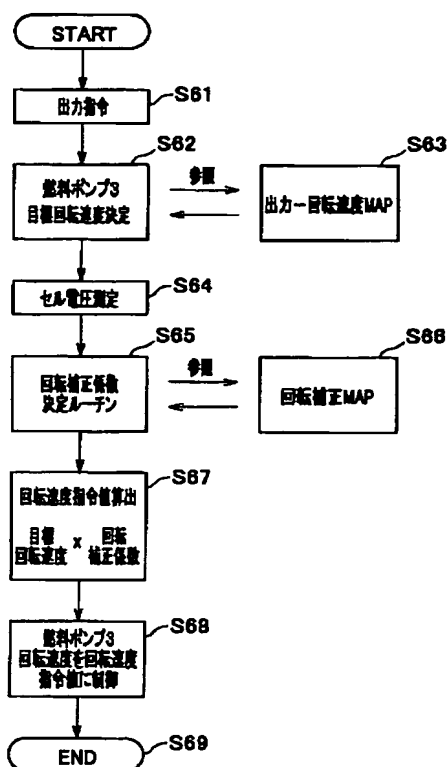 START
S61
出力指令
S62
燃料ポンプ3
目標回転速度決定
参照
S63
出力ー回転速度MAP
S64
セル電圧測定
S65
回転補正係数
決定ルーチン
参照
S66
回転補正MAP
S67
回転速度指令値算出
目標
回転速度
x
回転
補正係数
S68
燃料ポンプ3
回転速度を回転速度
指令値に制御
END
S69